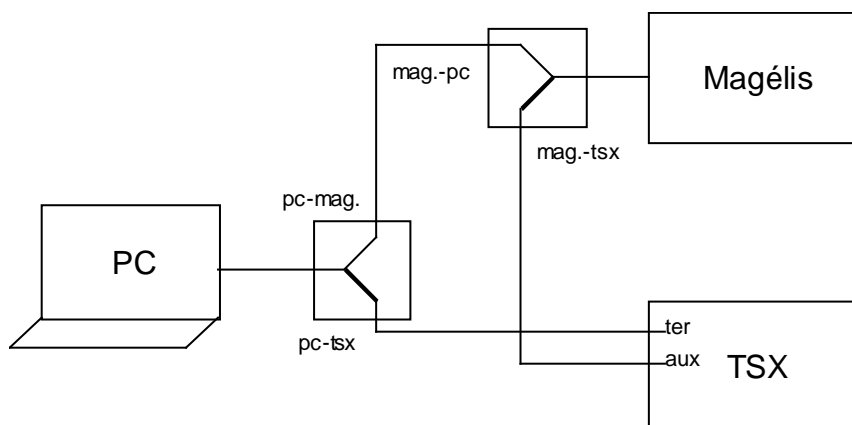 mag.-pc
Magélis
mag.-tsx
pc-mag.
PC
pc-tsx
ter
aux
TSX